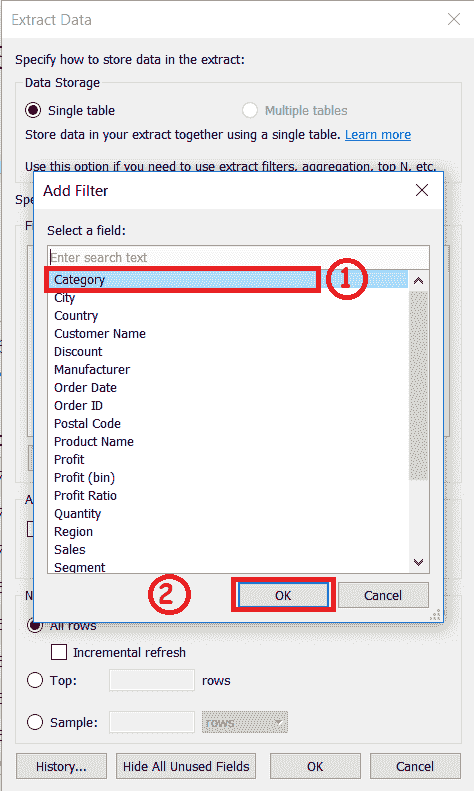 Extract Data
Specify how to store data in the extract:
Data Storage
Single table
Multiple tables
Store data in your extract together using a single table. Learn more
Use this option if you need to use extract filters, aggregation, top N, etc.
Add Filter
Select a field:
Enter search text
Category
1
City
Country
Customer Name
Discount
Manufacturer
Order Date
Order ID
Postal Code
Product Name
Profit
Profit (bin)
Profit Ratio
Quantity
Region
Sales
Segment
2
OK
Cancel
All rows
Incremental refresh
Top:
rows
Sample:
rows
History...
Hide All Unused Fields
OK
Cancel